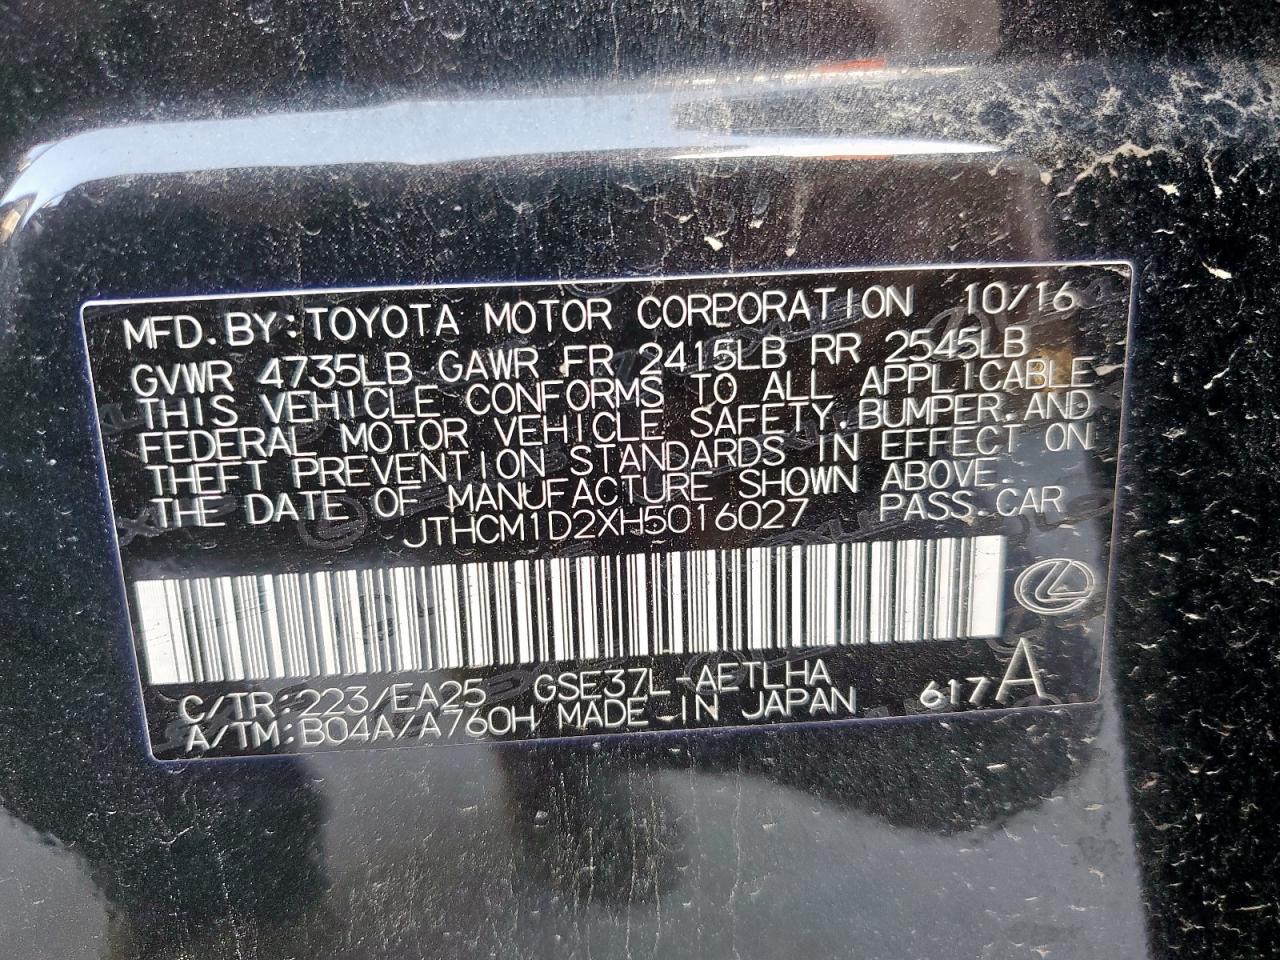 MFD. BY: TOYOTA MOTOR CORPORATION 10/16
GVWR 4735LB GAWR FR 2415LB RR 2545LB
THIS VEHICLE CONFORMS TO ALL APPLICABLE
FEDERAL MOTOR VEHICLE SAFETY, BUMPER, AND
THEFT PREVENTION STANDARDS IN EFFECT ON
THE DATE OF MANUFACTURE SHOWN ABOVE.
JTHCM1D2XH5016027 PASS. CAR
C/TR: 223/EA25 GSE37L-AETLHA
A/TM: B04A/A760H MADE IN JAPAN 617 A